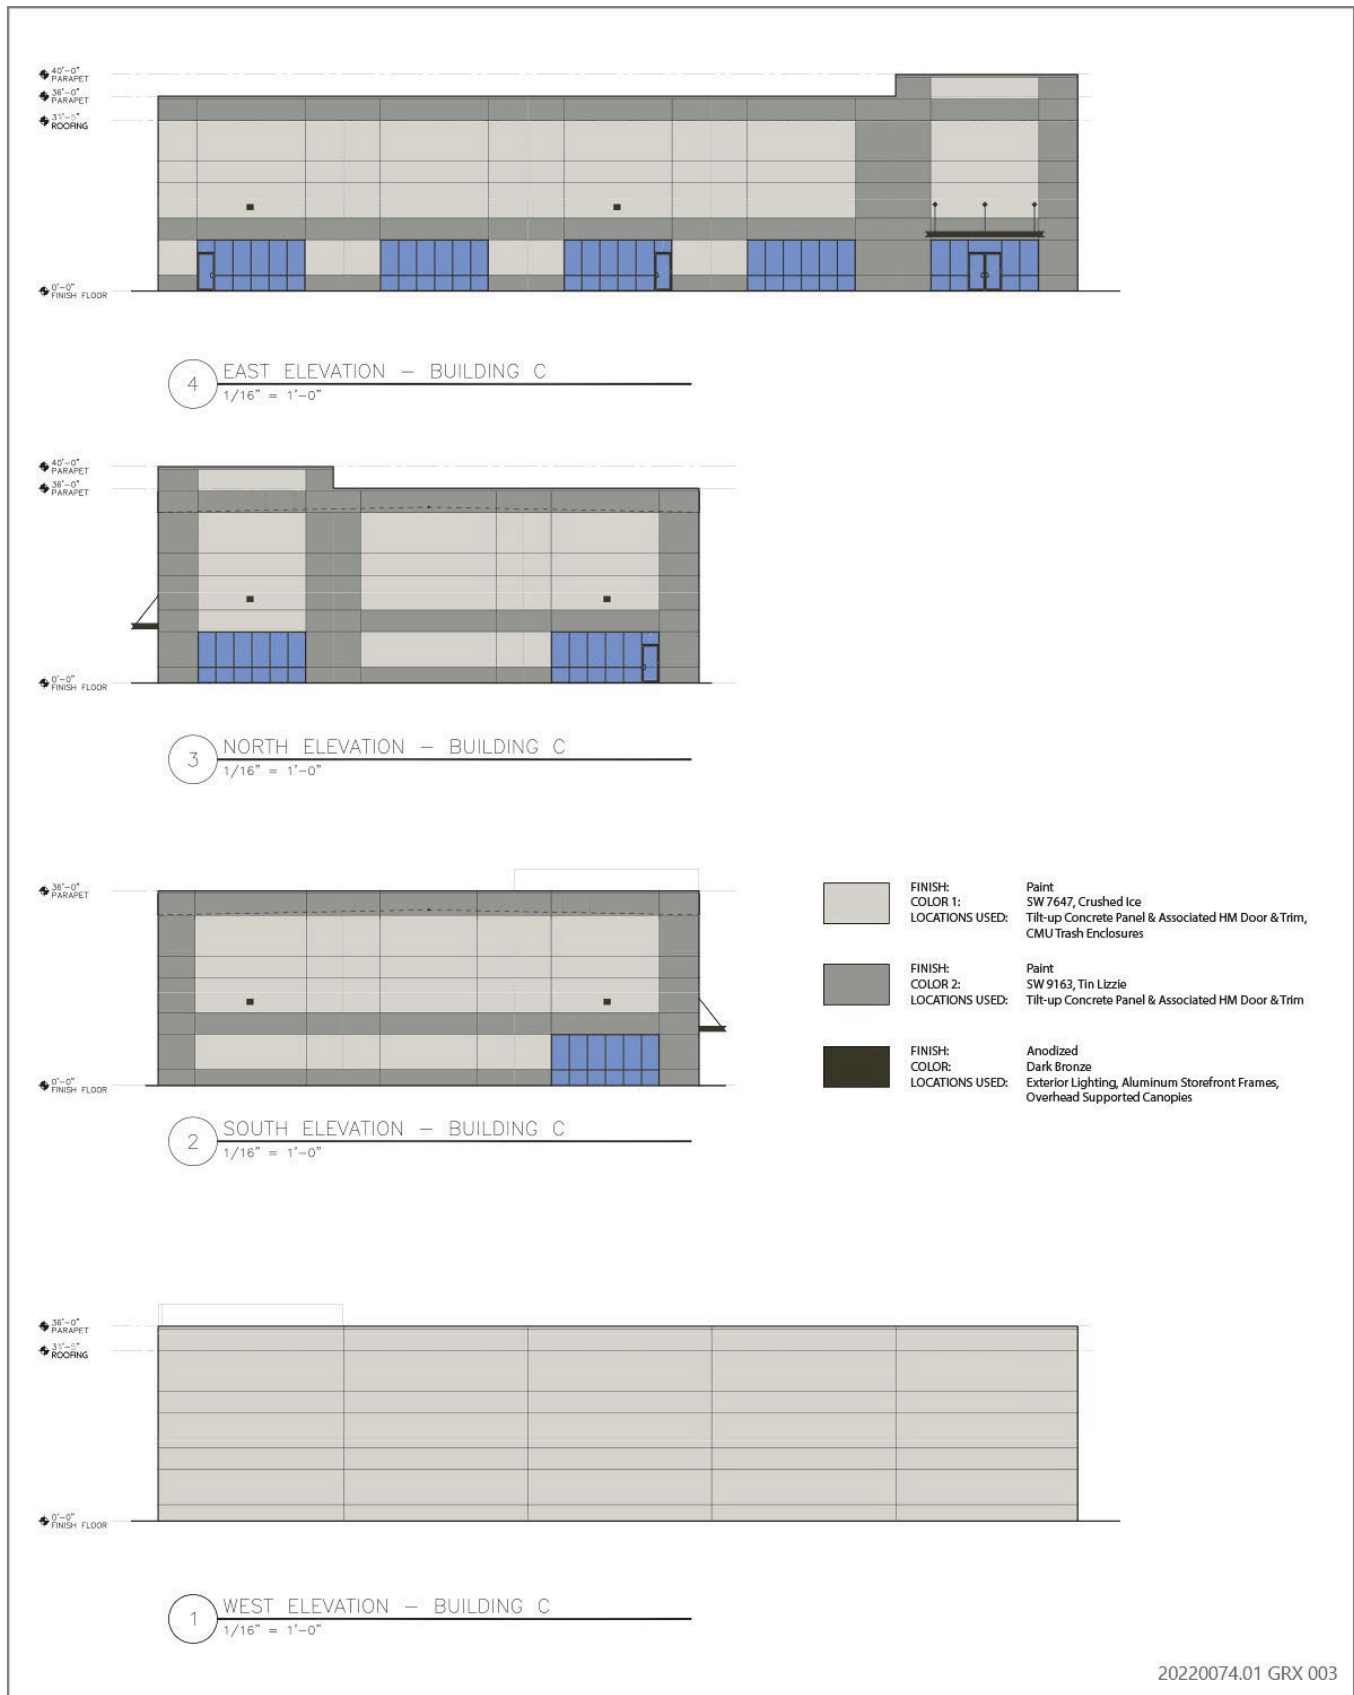 40'-0"
PARAPET
36'-0"
PARAPET
31'-5"
ROOFING
0'-0"
FINISH FLOOR
4
EAST ELEVATION - BUILDING C
1/16" = 1'-0"
40'-0"
PARAPET
36'-0"
PARAPET
0'-0"
FINISH FLOOR
3
NORTH ELEVATION - BUILDING C
1/16" = 1'-0"
36'-0"
PARAPET
0'-0"
FINISH FLOOR
2
SOUTH ELEVATION - BUILDING C
1/16" = 1'-0"
FINISH: Paint
COLOR 1: SW 7647, Crushed Ice
LOCATIONS USED: Tilt-up Concrete Panel & Associated HM Door & Trim,
CMU Trash Enclosures
FINISH: Paint
COLOR 2: SW 9163, Tin Lizzie
LOCATIONS USED: Tilt-up Concrete Panel & Associated HM Door & Trim
FINISH: Anodized
COLOR: Dark Bronze
LOCATIONS USED: Exterior Lighting, Aluminum Storefront Frames,
Overhead Supported Canopies
36'-0"
PARAPET
31'-5"
ROOFING
0'-0"
FINISH FLOOR
1
WEST ELEVATION - BUILDING C
1/16" = 1'-0"
20220074.01 GRX 003